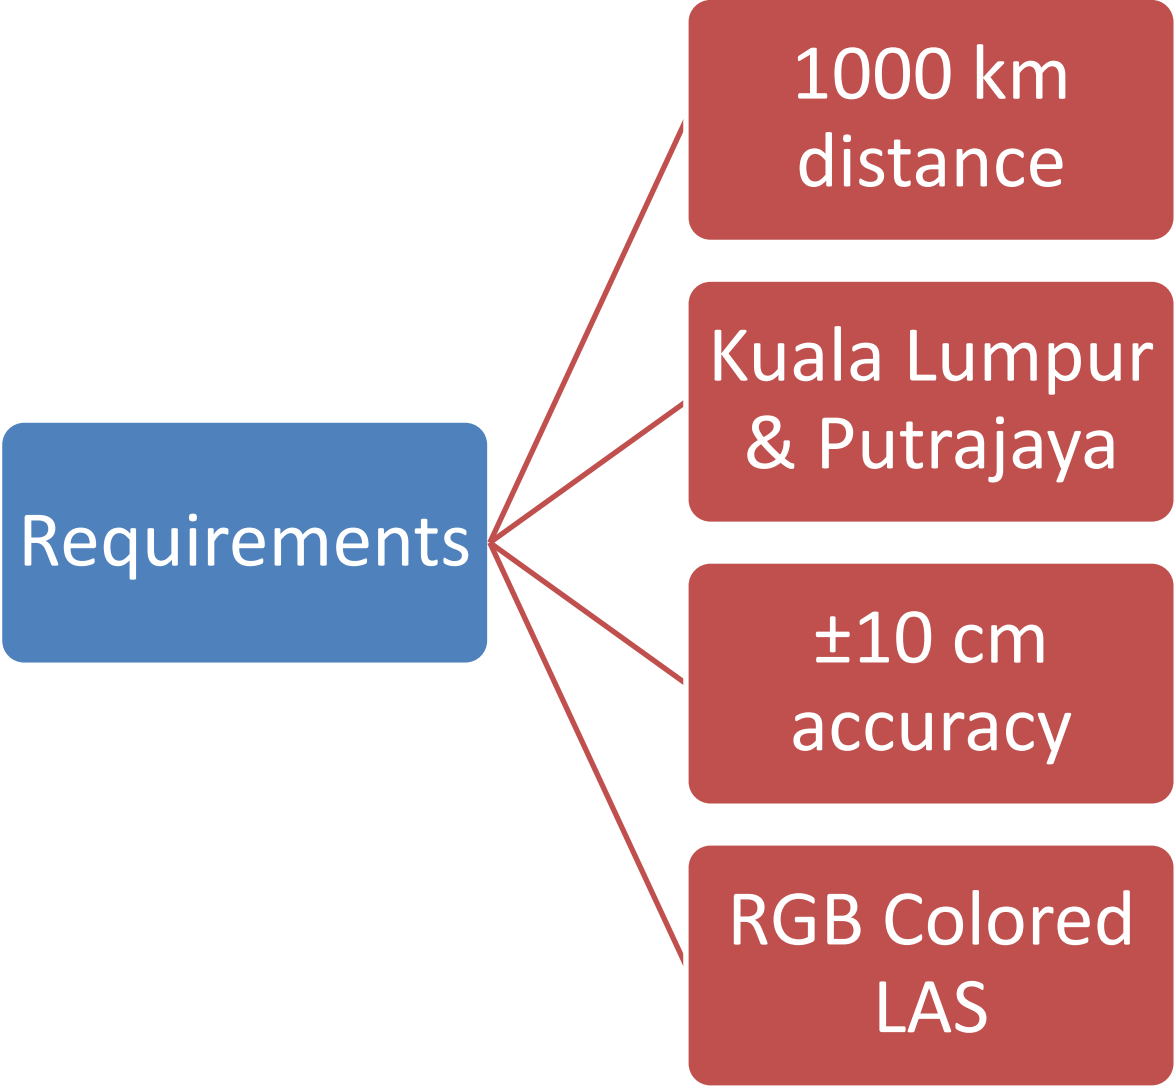 Requirements
1000 km
distance
Kuala Lumpur
& Putrajaya
±10 cm
accuracy
RGB Colored
LAS